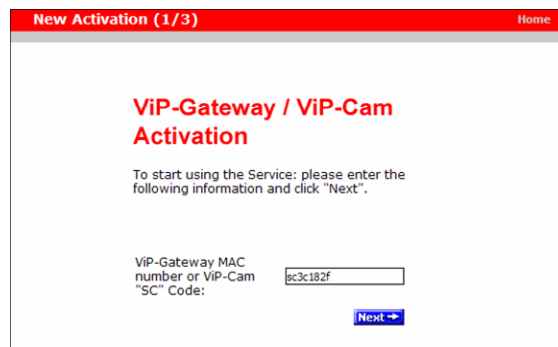 New Activation (1/3)
Home
ViP-Gateway / ViP-Cam
Activation
To start using the Service: please enter the
following information and click "Next".
ViP-Gateway MAC
number or ViP-Cam
"SC" Code:
sc3c182f
Next